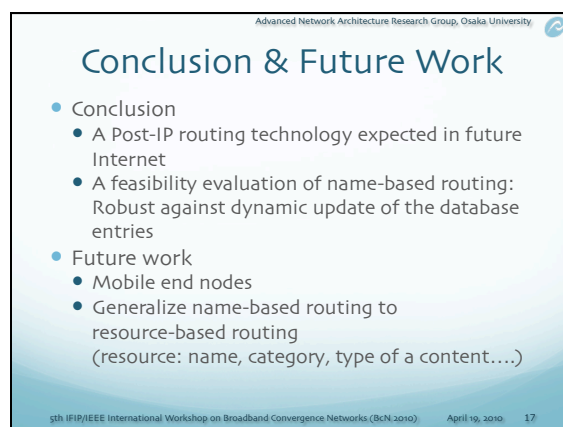 Advanced Network Architecture Research Group, Osaka University
Conclusion & Future Work
Conclusion
A Post-IP routing technology expected in future
Internet
A feasibility evaluation of name-based routing:
Robust against dynamic update of the database
entries
Future work
Mobile end nodes
Generalize name-based routing to
resource-based routing
(resource: name, category, type of a content….)
5th IFIP/IEEE International Workshop on Broadband Convergence Networks (BcN 2010) April 19, 2010 17